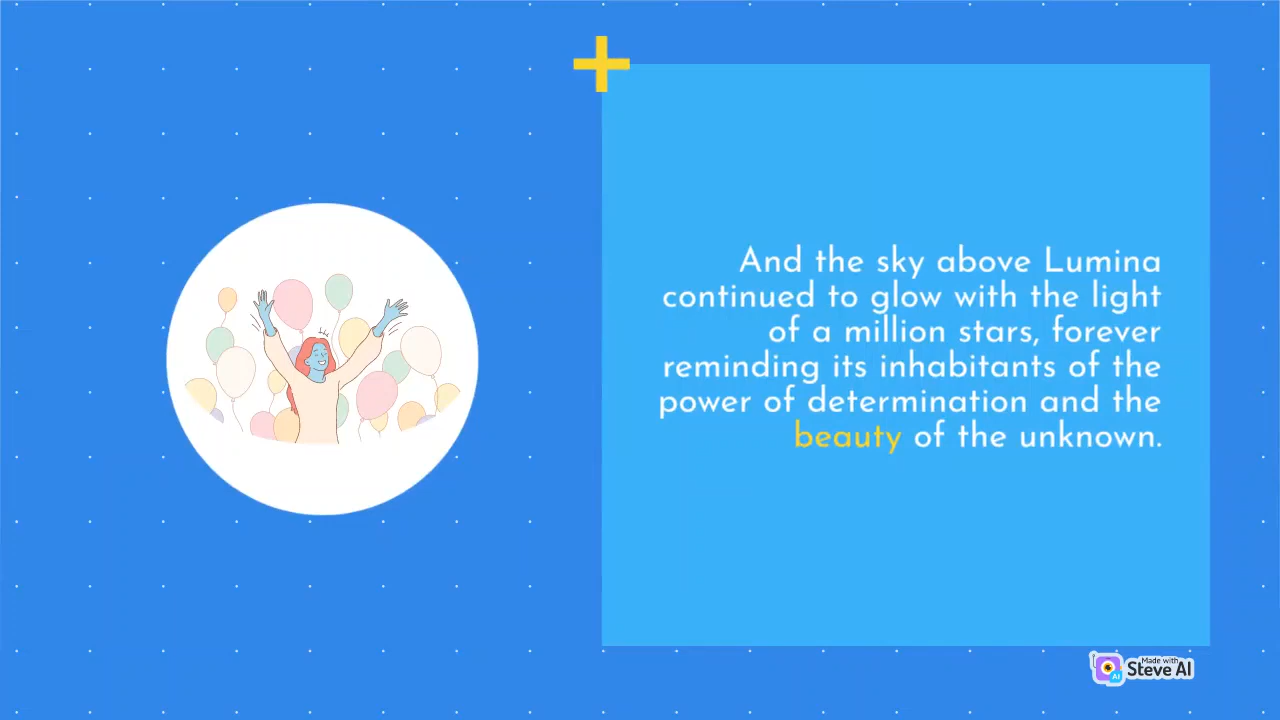 And the sky above Lumina
continued to glow with the light
of a million stars, forever
reminding its inhabitants of the
power of determination and the
beauty of the unknown.
Made with
Steve AI
AI